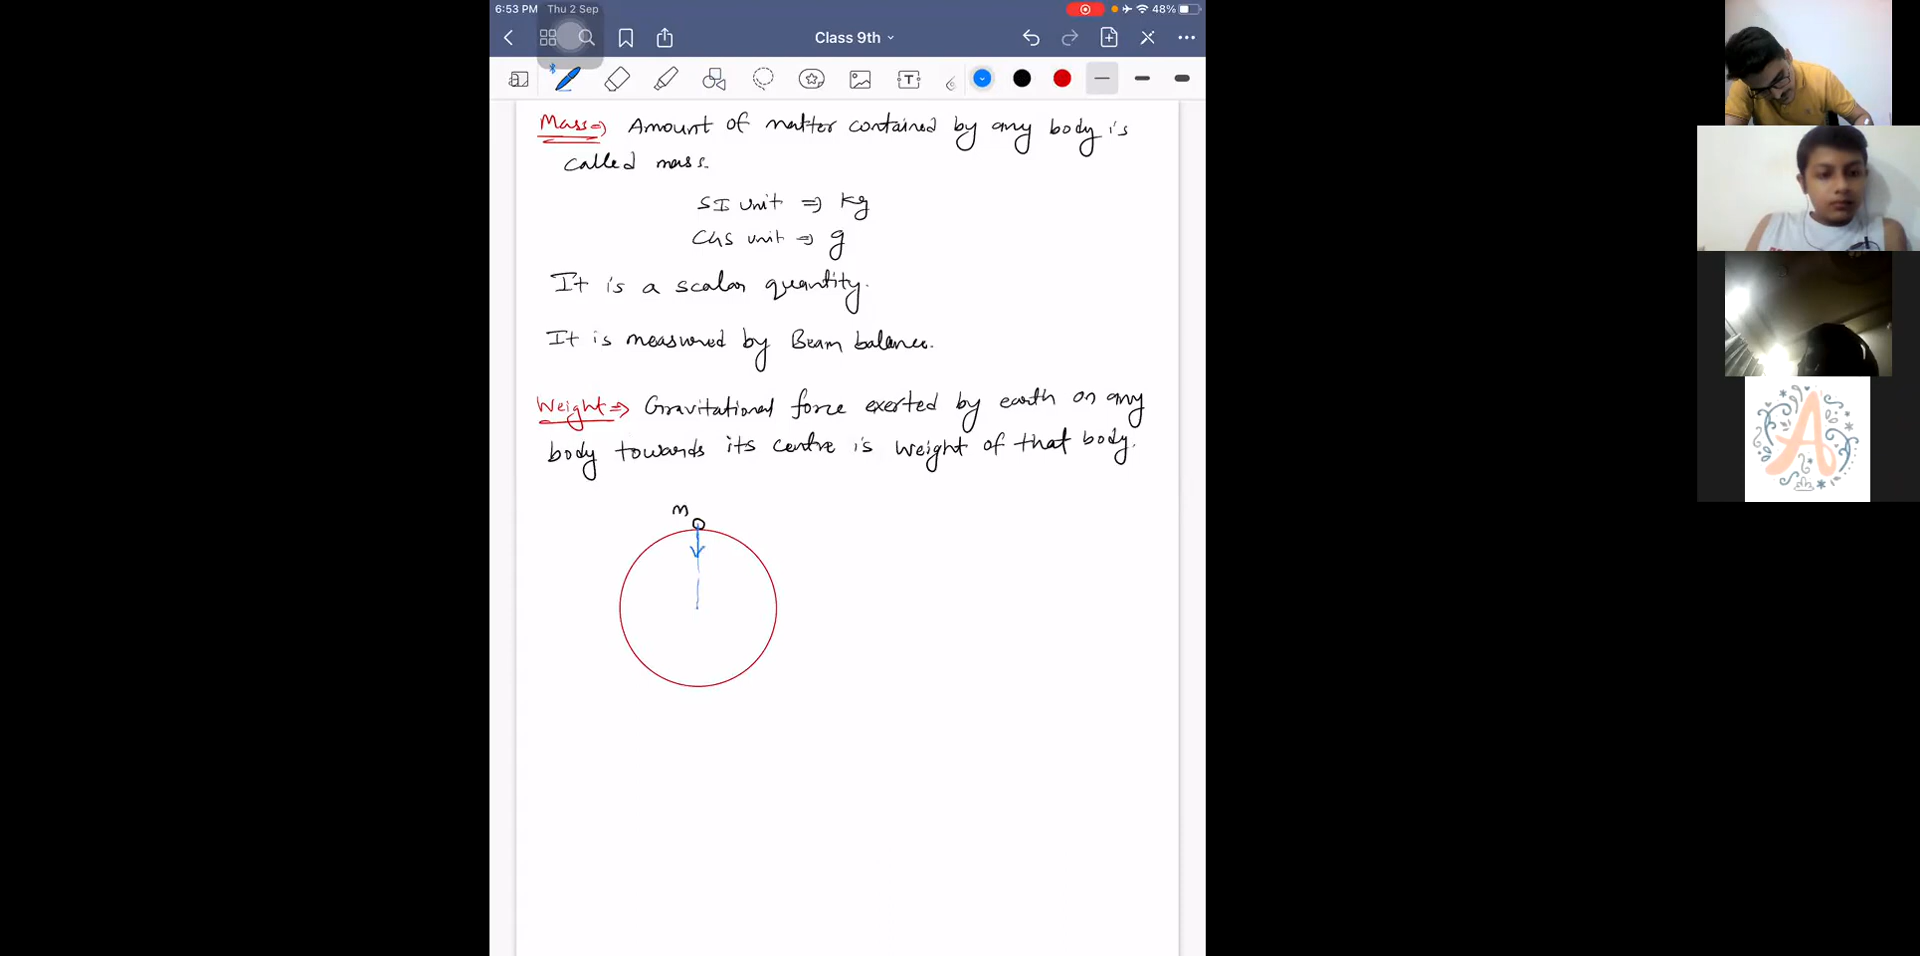 6:53 PM Thu 2 Sep
48%
Class 9th
T
Mass⇒ Amount of matter contained by any body is
called mass.
SI unit ⇒ kg
CGS unit ⇒ g
It is a scalar quantity.
It is measured by Beam balance.
Weight⇒ Gravitational force exerted by earth on any
body towards its centre is weight of that body.
m
A